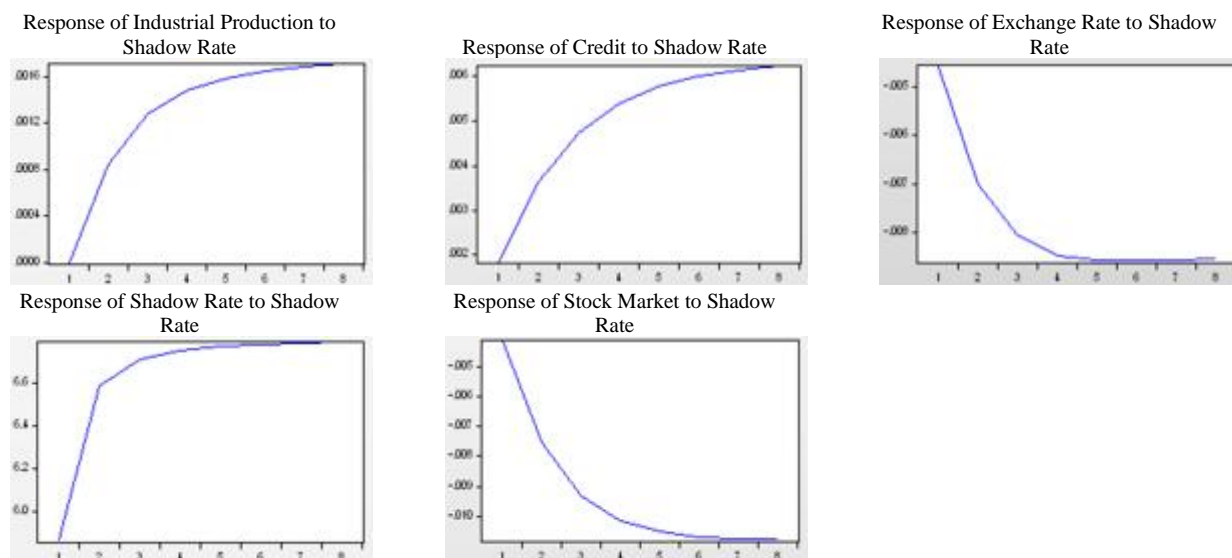 Response of Industrial Production to
Shadow Rate
.0016
.0012
.0008
.0004
.0000
1 2 3 4 5 6 7 8
Response of Credit to Shadow Rate
.006
.005
.004
.003
.002
1 2 3 4 5 6 7 8
Response of Exchange Rate to Shadow
Rate
-.005
-.006
-.007
-.008
1 2 3 4 5 6 7 8
Response of Shadow Rate to Shadow
Rate
6.6
6.4
6.2
6.0
1 2 3 4 5 6 7 8
Response of Stock Market to Shadow
Rate
-.005
-.006
-.007
-.008
-.009
-.010
1 2 3 4 5 6 7 8